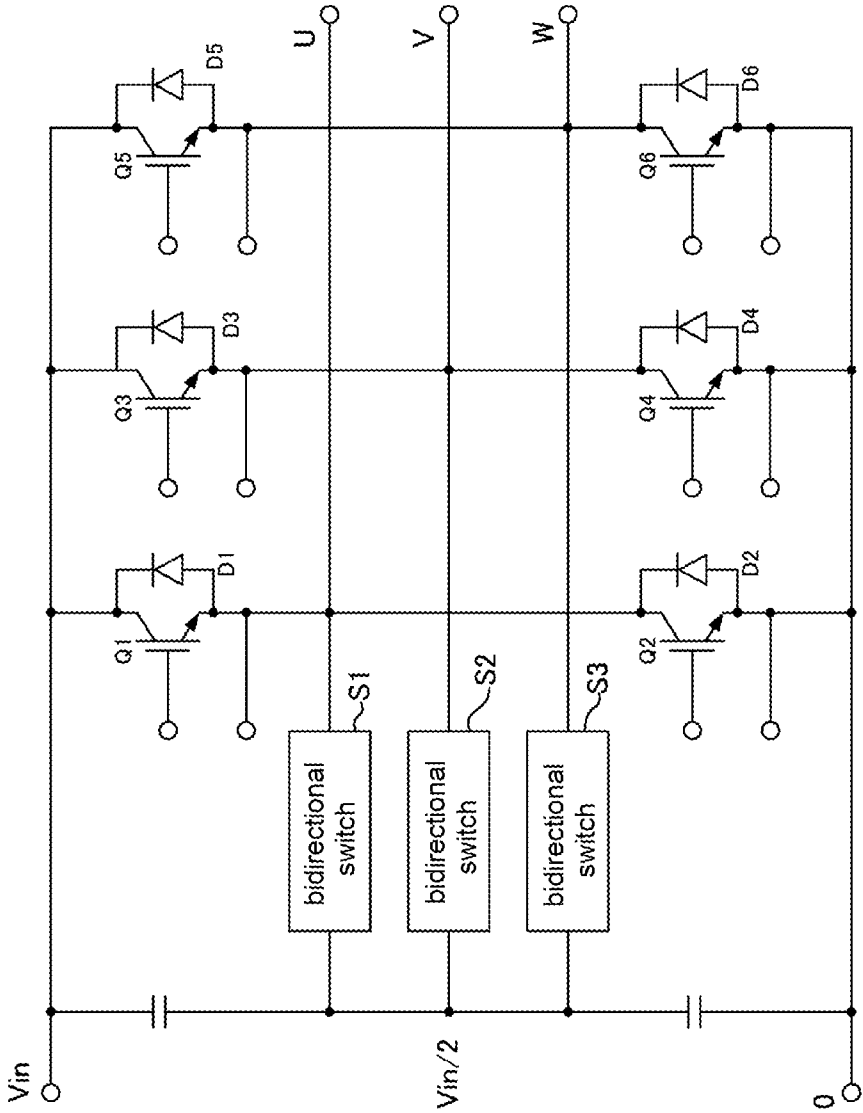 Vin
Q1
D1
Q3
D3
Q5
D5
U
V
W
bidirectional
switch
S1
Vin/2
bidirectional
switch
S2
bidirectional
switch
S3
Q2
D2
Q4
D4
Q6
D6
0